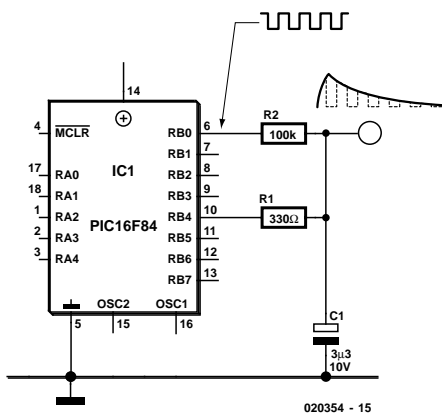 14
4 MCLR RB0 6 R2 100k
RB1 7
17 RA0 IC1 RB2 8
18 RA1 RB3 9 R1
1 RA2 PIC16F84 RB4 10 330Ω
2 RA3 RB5 11
3 RA4 RB6 12
RB7 13
OSC2 OSC1
5 15 16
C1
3µ3
10V
020354 - 15